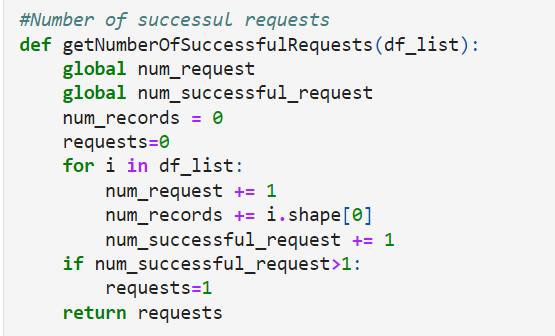 #Number of successul requests
def getNumberOfSuccessfulRequests(df_list):
    global num_request
    global num_successful_request
    num_records = 0
    requests=0
    for i in df_list:
        num_request += 1
        num_records += i.shape[0]
        num_successful_request += 1
    if num_successful_request>1:
        requests=1
    return requests